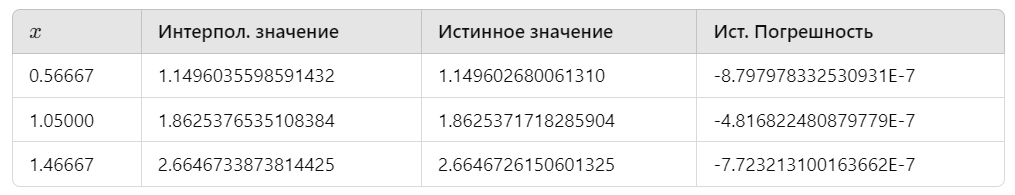 x Интерпол. значение Истинное значение Ист. Погрешность
0.56667 1.1496035598591432 1.149602680061310 -8.797978332530931E-7
1.05000 1.8625376535108384 1.8625371718285904 -4.816822480879779E-7
1.46667 2.6646733873814425 2.6646726150601325 -7.723213100163662E-7